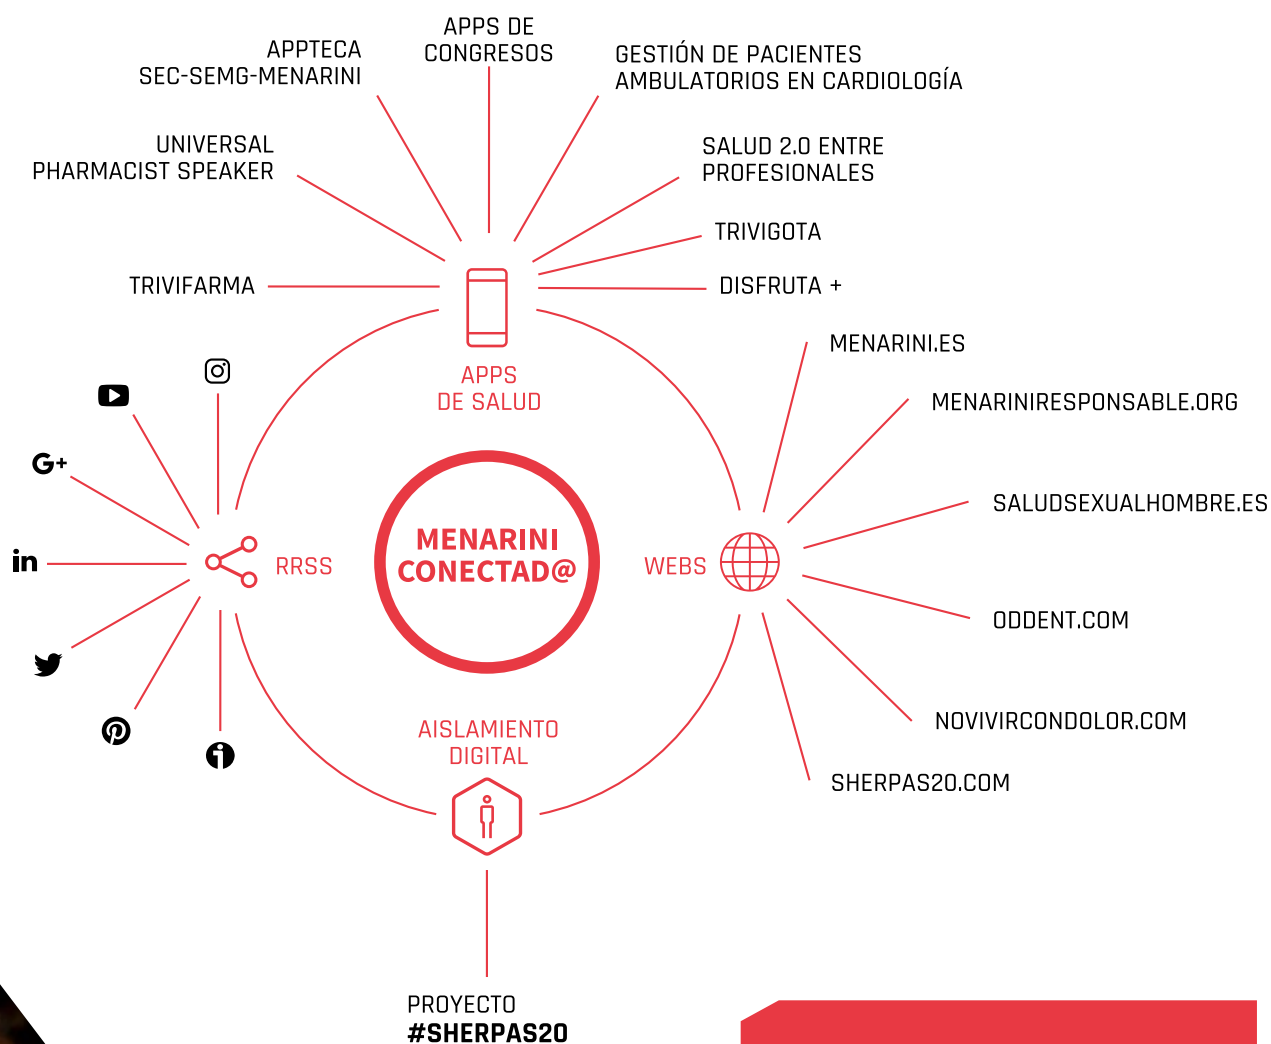 APPS DE
CONGRESOS
APPTECA
SEC-SEMG-MENARINI
GESTIÓN DE PACIENTES
AMBULATORIOS EN CARDIOLOGÍA
UNIVERSAL
PHARMACIST SPEAKER
SALUD 2.0 ENTRE
PROFESIONALES
TRIVIGOTA
TRIVIFARMA
DISFRUTA +
APPS
DE SALUD
MENARINI.ES
MENARINIRESPONSABLE.ORG
SALUDSEXUALHOMBRE.ES
ODDENT.COM
NOVIVIRCONDOLOR.COM
SHERPAS20.COM
WEBS
MENARINI
CONECTAD@
RRSS
G+
in
AISLAMIENTO
DIGITAL
PROYECTO
#SHERPAS20